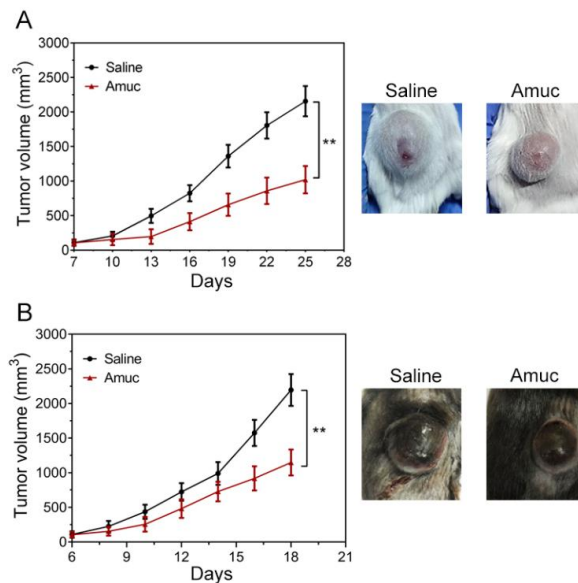 A
Tumor volume (mm³)
3000
2500
2000
1500
1000
500
0
Saline
Amuc
**
7 10 13 16 19 22 25 28
Days
Saline Amuc
B
Tumor volume (mm³)
3000
2500
2000
1500
1000
500
0
Saline
Amuc
**
6 9 12 15 18 21
Days
Saline Amuc